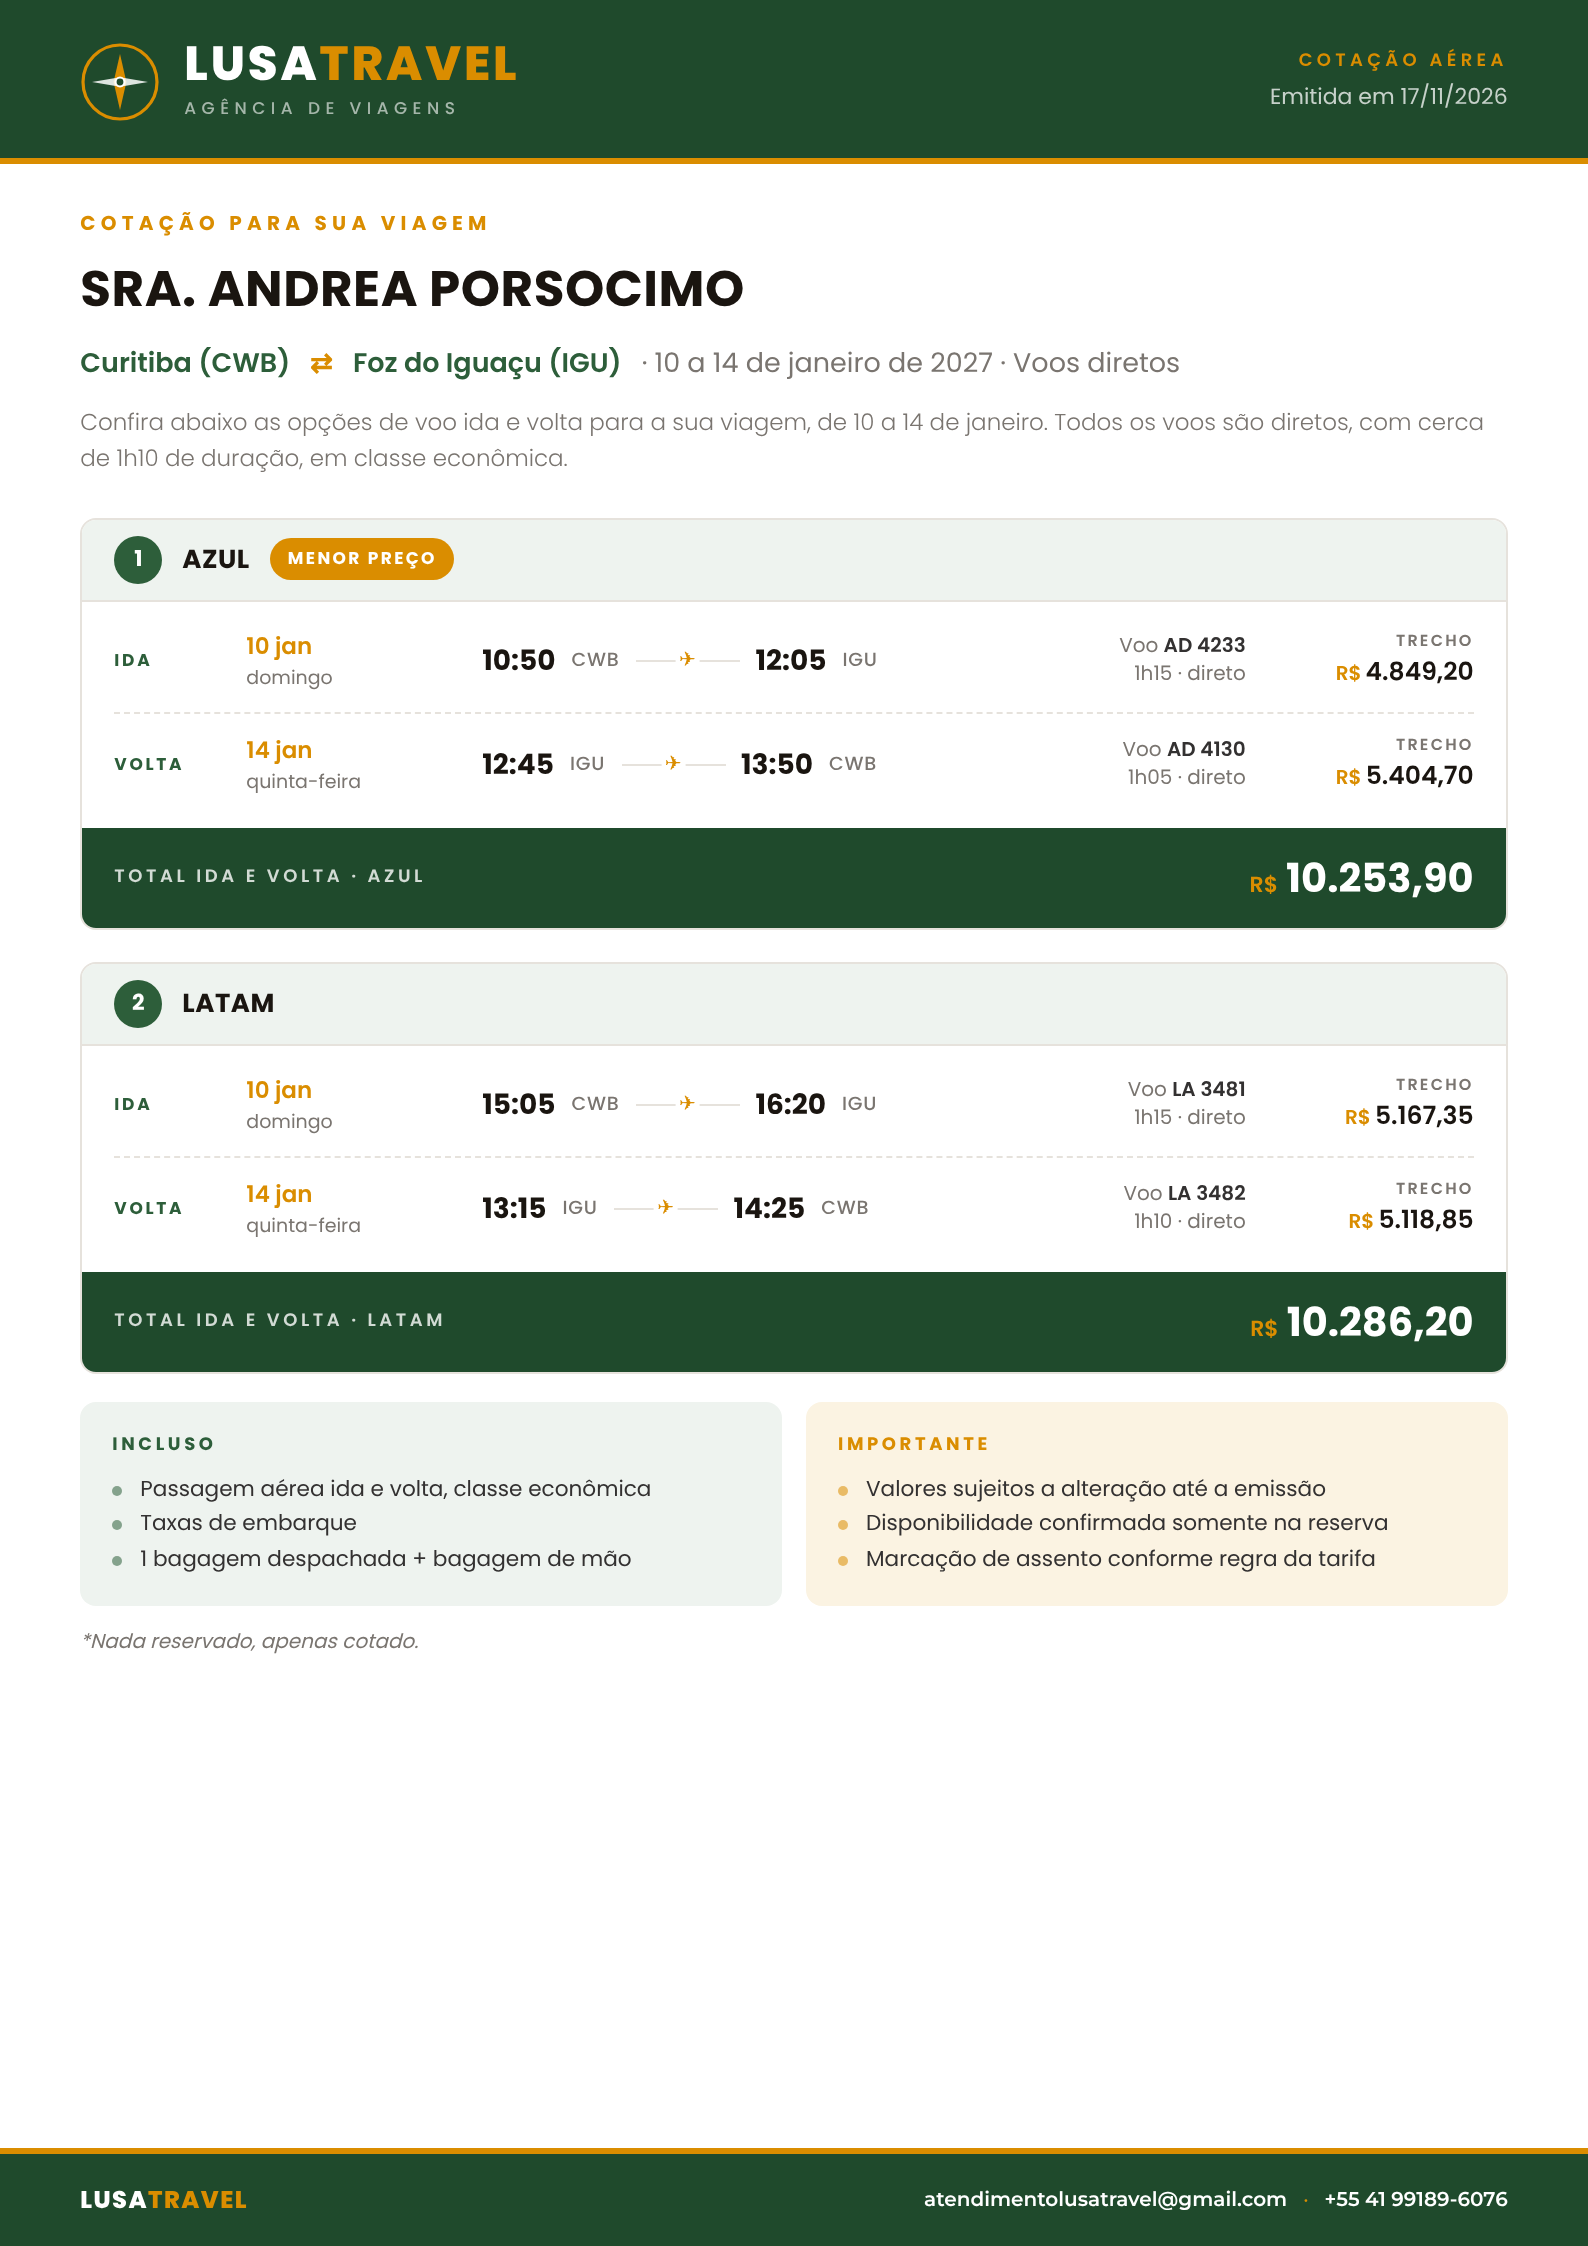 LUSATRAVEL
AGÊNCIA DE VIAGENS
COTAÇÃO AÉREA
Emitida em 17/11/2026
COTAÇÃO PARA SUA VIAGEM
SRA. ANDREA PORSOCIMO
Curitiba (CWB) ⇄ Foz do Iguaçu (IGU) · 10 a 14 de janeiro de 2027 · Voos diretos
Confira abaixo as opções de voo ida e volta para a sua viagem, de 10 a 14 de janeiro. Todos os voos são diretos, com cerca
de 1h10 de duração, em classe econômica.
1 AZUL MENOR PREÇO
IDA
10 jan
domingo
10:50 CWB ✈ 12:05 IGU
Voo AD 4233
1h15 · direto
TRECHO
R$ 4.849,20
VOLTA
14 jan
quinta-feira
12:45 IGU ✈ 13:50 CWB
Voo AD 4130
1h05 · direto
TRECHO
R$ 5.404,70
TOTAL IDA E VOLTA · AZUL
R$ 10.253,90
2 LATAM
IDA
10 jan
domingo
15:05 CWB ✈ 16:20 IGU
Voo LA 3481
1h15 · direto
TRECHO
R$ 5.167,35
VOLTA
14 jan
quinta-feira
13:15 IGU ✈ 14:25 CWB
Voo LA 3482
1h10 · direto
TRECHO
R$ 5.118,85
TOTAL IDA E VOLTA · LATAM
R$ 10.286,20
INCLUSO
Passagem aérea ida e volta, classe econômica
Taxas de embarque
1 bagagem despachada + bagagem de mão
IMPORTANTE
Valores sujeitos a alteração até a emissão
Disponibilidade confirmada somente na reserva
Marcação de assento conforme regra da tarifa
*Nada reservado, apenas cotado.
LUSATRAVEL
atendimentolusatravel@gmail.com · +55 41 99189-6076